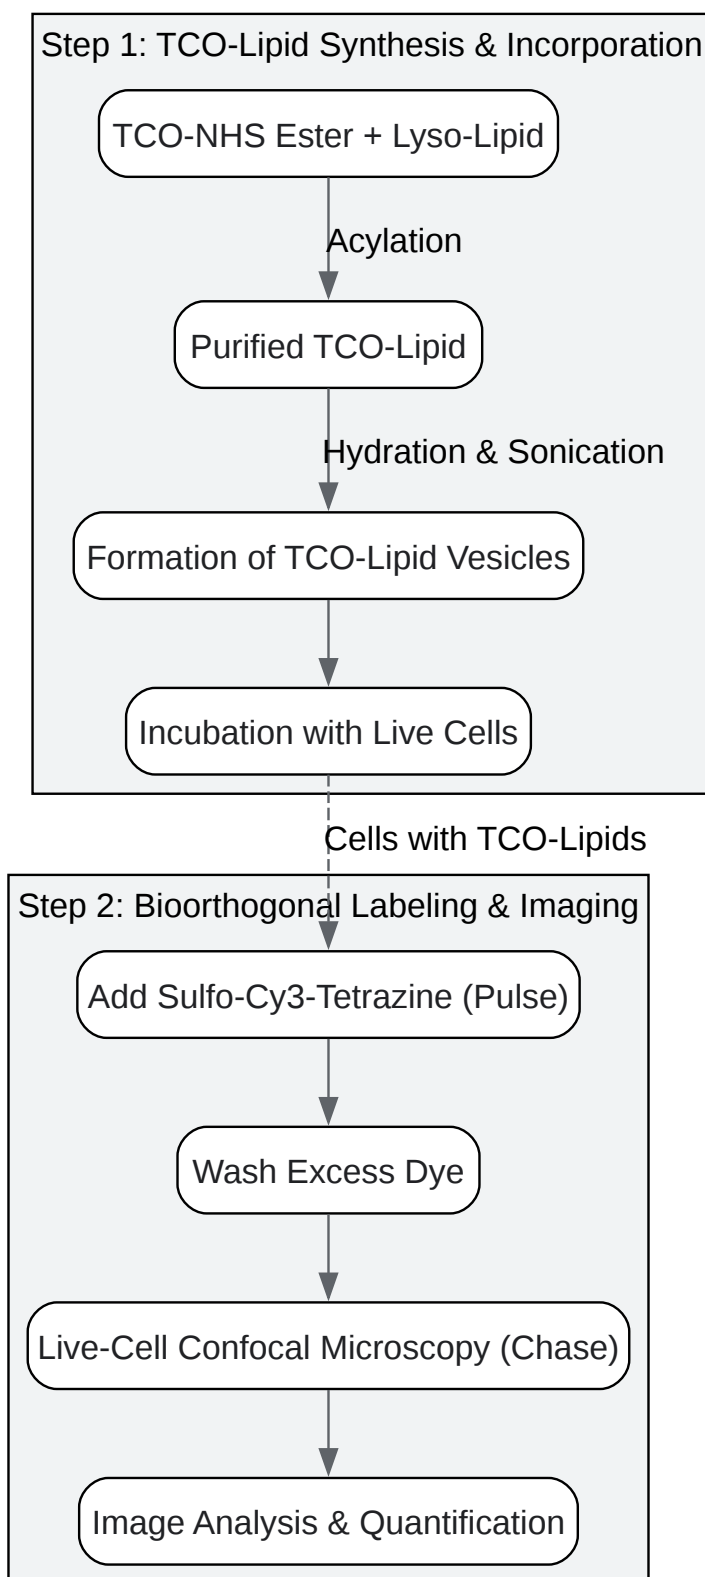 Step 1: TCO-Lipid Synthesis & Incorporation
TCO-NHS Ester + Lyso-Lipid
Acylation
Purified TCO-Lipid
Hydration & Sonication
Formation of TCO-Lipid Vesicles
Incubation with Live Cells
Cells with TCO-Lipids
Step 2: Bioorthogonal Labeling & Imaging
Add Sulfo-Cy3-Tetrazine (Pulse)
Wash Excess Dye
Live-Cell Confocal Microscopy (Chase)
Image Analysis & Quantification